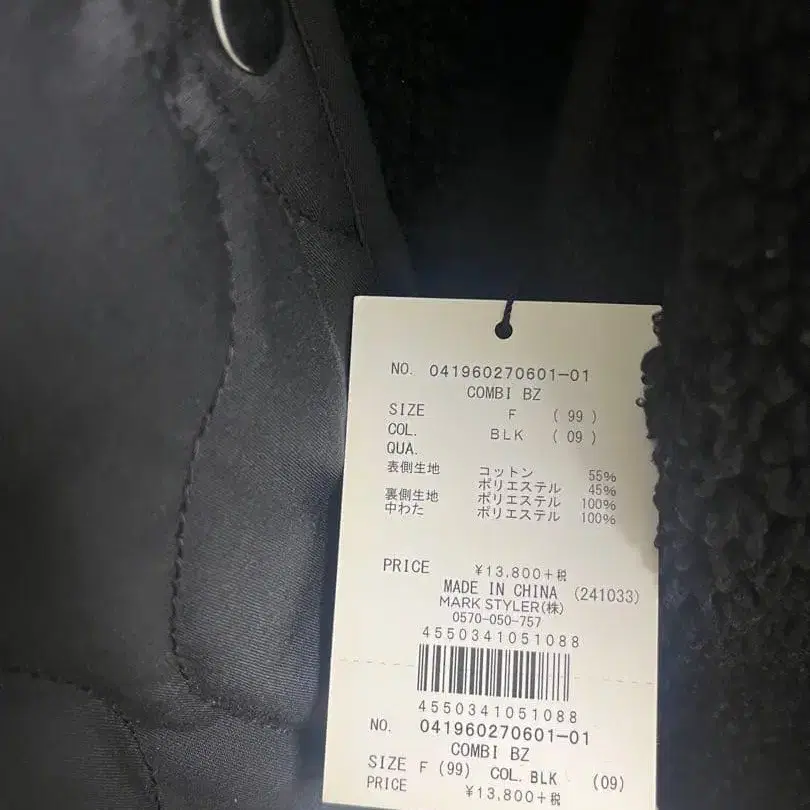 NO. 041960270601-01
COMBI BZ
SIZE F (99)
COL. BLK (09)
QUA.
表側生地 コットン 55%
ポリエステル 45%
裏側生地 ポリエステル 100%
中わた ポリエステル 100%
PRICE ¥13,800+税
MADE IN CHINA (241033)
MARK STYLER(株)
0570-050-757
4550341051088
4550341051088
NO. 041960270601-01
COMBI BZ
SIZE F (99) COL. BLK (09)
PRICE ¥13,800+税